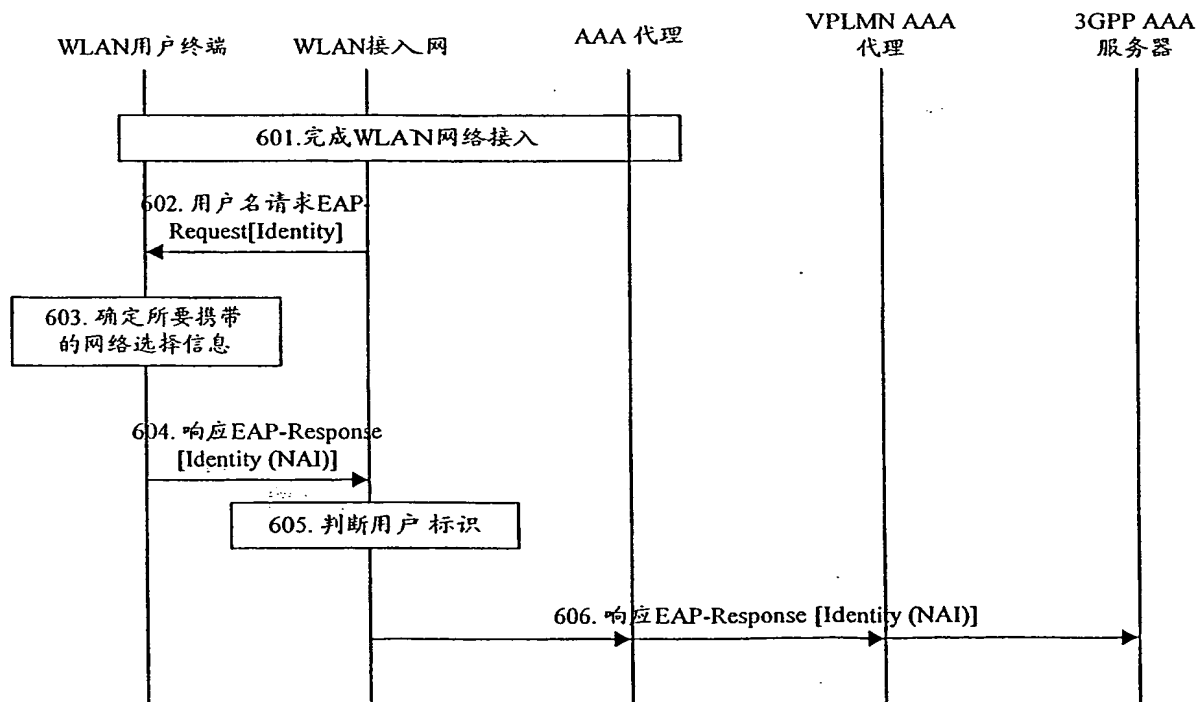 WLAN用户终端
WLAN接入网
AAA 代理
VPLMN AAA
代理
3GPP AAA
服务器
601.完成WLAN网络接入
602. 用户名请求EAP-
Request[Identity]
603. 确定所要携带
的网络选择信息
604. 响应EAP-Response
[Identity (NAI)]
605. 判断用户 标识
606. 响应EAP-Response [Identity (NAI)]